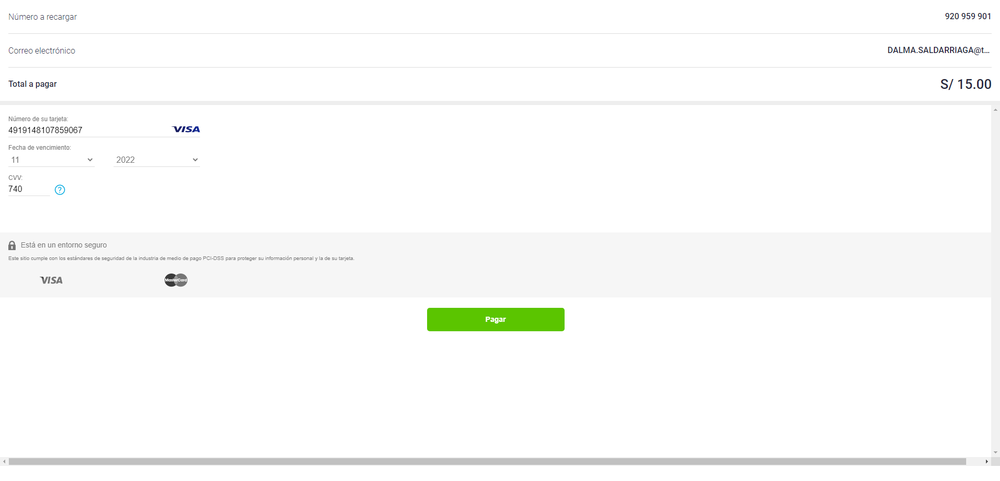 Número a recargar 920 959 901
Correo electrónico DALMA.SALDARRIAGA@t...
Total a pagar S/ 15.00
Número de su tarjeta:
4919148107859067 VISA
Fecha de vencimiento:
11 2022
CVV:
740 ?
Está en un entorno seguro
Este sitio cumple con los estándares de seguridad de la industria de medio de pago PCI-DSS para proteger su información personal y la de su tarjeta.
VISA MasterCard
Pagar